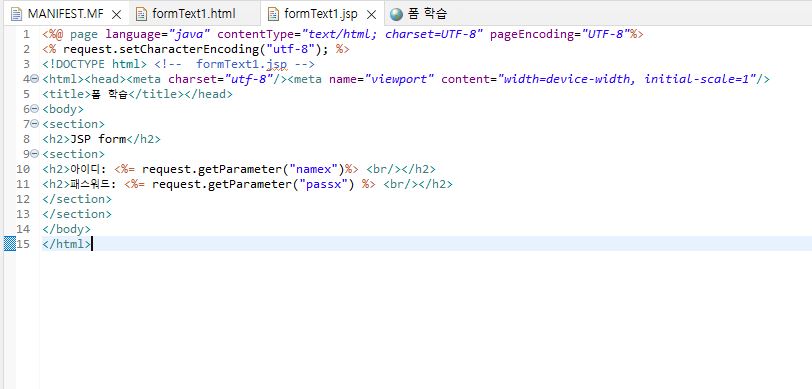 MANIFEST.MF formText1.html formText1.jsp 폼 학습
1 <%@ page language="java" contentType="text/html; charset=UTF-8" pageEncoding="UTF-8"%>
2 <% request.setCharacterEncoding("utf-8"); %>
3 <!DOCTYPE html> <!--  formText1.jsp -->
4 <html><head><meta charset="utf-8"/><meta name="viewport" content="width=device-width, initial-scale=1"/>
5 <title>폼 학습</title></head>
6 <body>
7 <section>
8 <h2>JSP form</h2>
9 <section>
10 <h2>아이디: <%= request.getParameter("namex")%> <br/></h2>
11 <h2>패스워드: <%= request.getParameter("passx") %> <br/></h2>
12 </section>
13 </section>
14 </body>
15 </html>